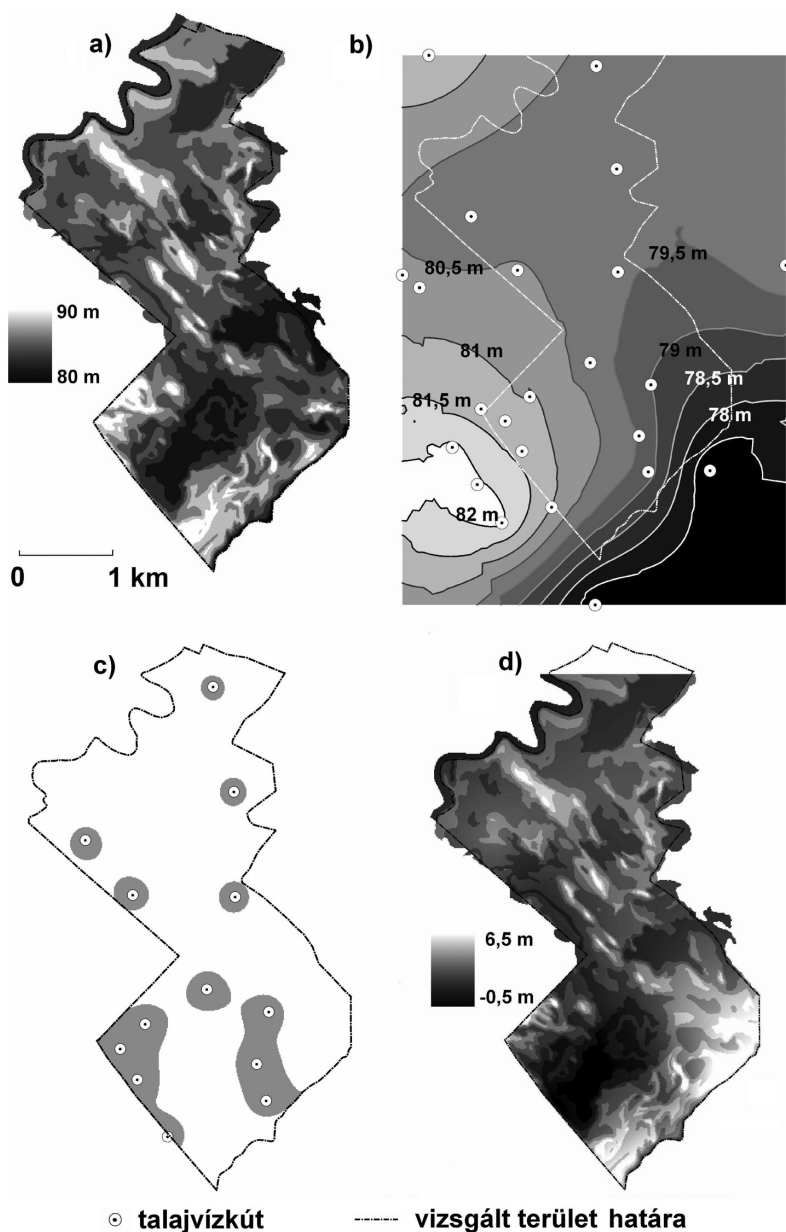 a)
90 m
80 m
0 1 km
b)
80,5 m
79,5 m
81 m
79 m
78,5 m
81,5 m
78 m
82 m
c)
d)
6,5 m
-0,5 m
talajvízkút
vizsgált terület határa